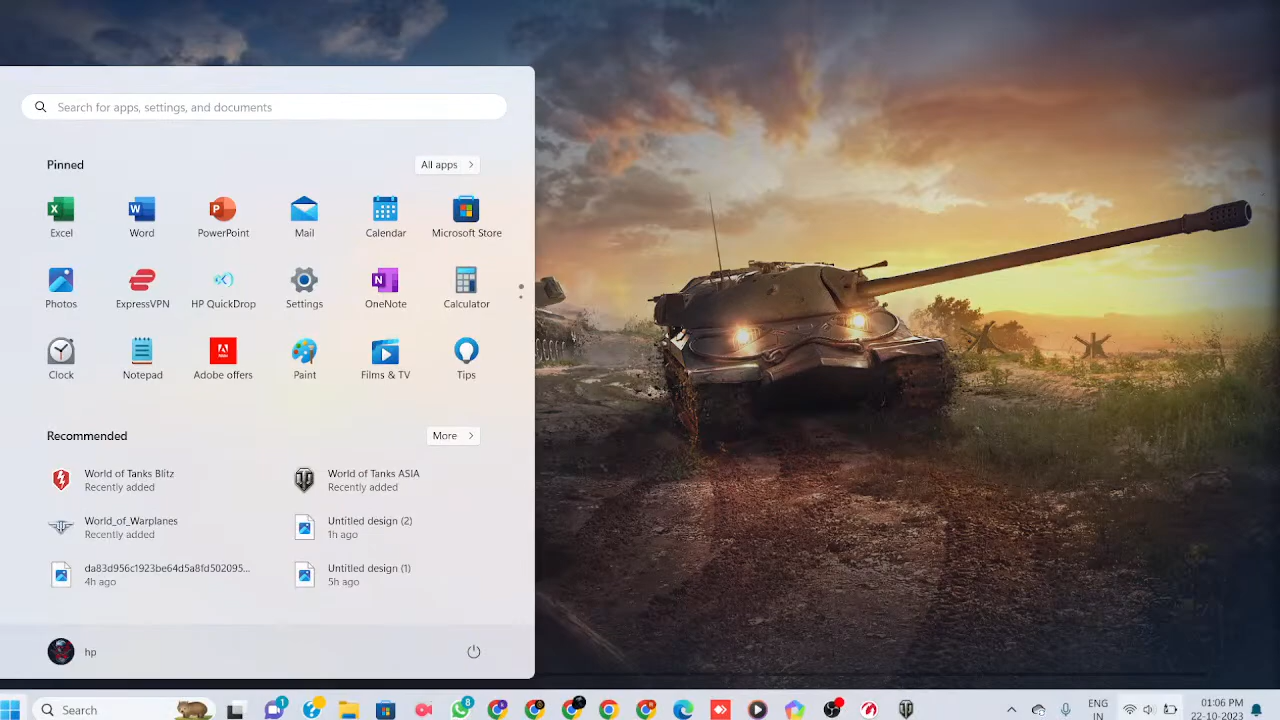 Search for apps, settings, and documents
Pinned
All apps
Excel
Word
PowerPoint
Mail
Calendar
Microsoft Store
Photos
ExpressVPN
HP QuickDrop
Settings
OneNote
Calculator
Clock
Notepad
Adobe offers
Paint
Films & TV
Tips
Recommended
More
World of Tanks Blitz
Recently added
World of Tanks ASIA
Recently added
World_of_Warplanes
Recently added
Untitled design (2)
1h ago
da83d956c1923be64d5a8fd502095...
4h ago
Untitled design (1)
5h ago
hp
Search
1
8
ENG
IN
01:06 PM
22-10-2023